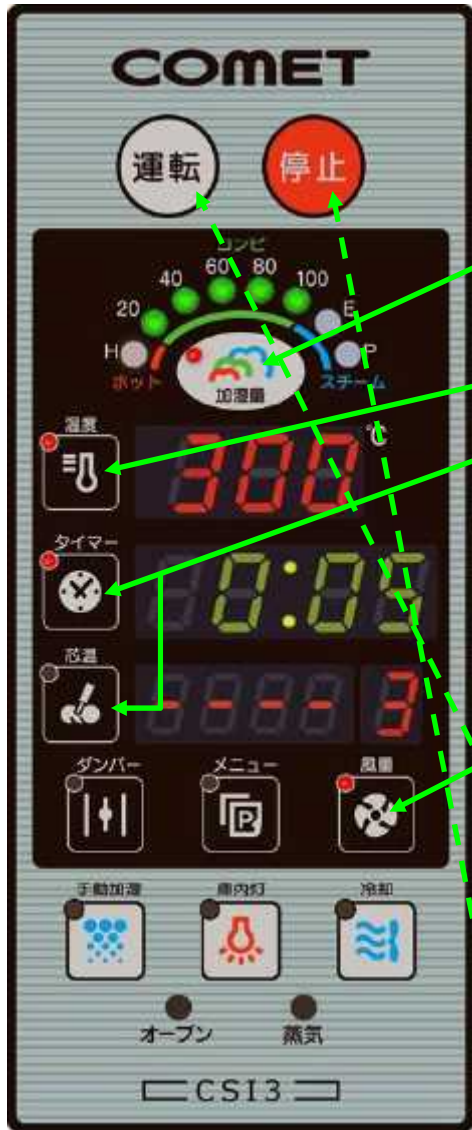 COMET
運転 停止
コンビ
20 40 60 80 100
H E P
ホット スチーム
加湿量
温度
300 ℃
タイマー
0:05
芯温
---- 3
ダンパー メニュー 風量
P
手動加湿 庫内灯 冷却
オーブン 蒸気
CSI3